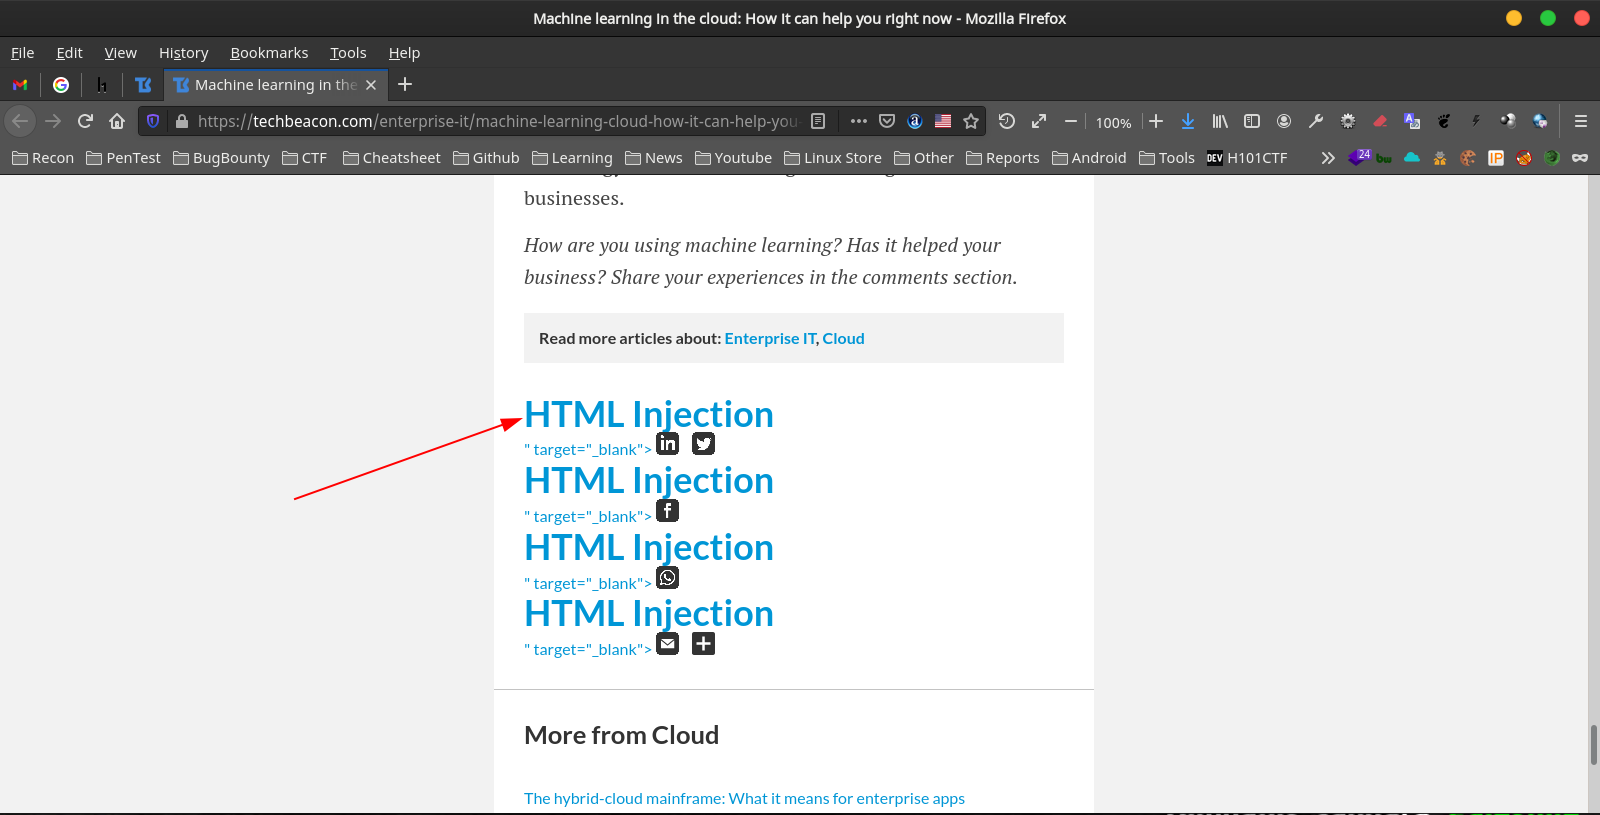 Machine learning in the cloud: How it can help you right now - Mozilla Firefox
File Edit View History Bookmarks Tools Help
Machine learning in the
https://techbeacon.com/enterprise-it/machine-learning-cloud-how-it-can-help-you-
100%
Recon PenTest BugBounty CTF Cheatsheet Github Learning News Youtube Linux Store Other Reports Android Tools DEV H101CTF 24 IP
businesses.
How are you using machine learning? Has it helped your
business? Share your experiences in the comments section.
Read more articles about: Enterprise IT, Cloud
HTML Injection
" target="_blank"> in
HTML Injection
" target="_blank"> f
HTML Injection
" target="_blank">
HTML Injection
" target="_blank">
More from Cloud
The hybrid-cloud mainframe: What it means for enterprise apps